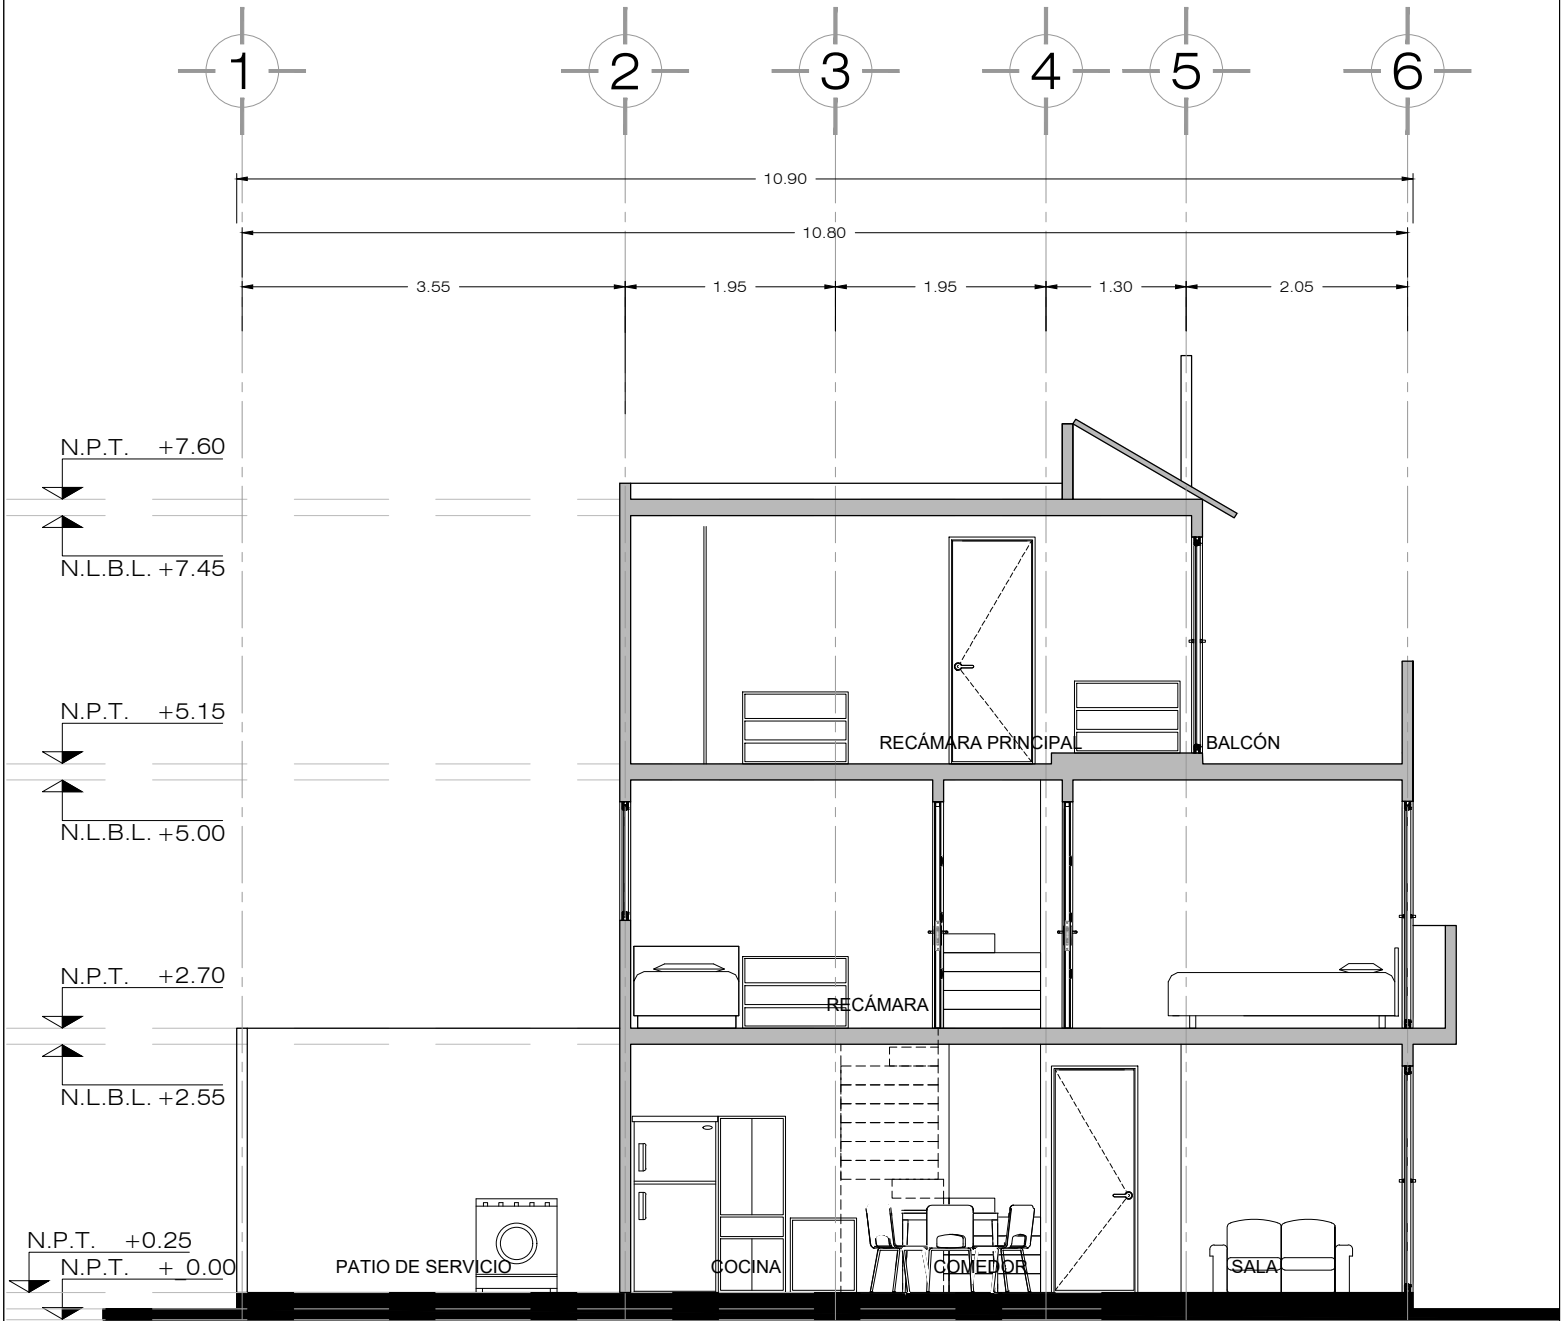 1 2 3 4 5 6
10.90
10.80
3.55 1.95 1.95 1.30 2.05
N.P.T. +7.60
N.L.B.L. +7.45
N.P.T. +5.15
RECÁMARA PRINCIPAL BALCÓN
N.L.B.L. +5.00
N.P.T. +2.70
RECÁMARA
N.L.B.L. +2.55
N.P.T. +0.25
N.P.T. +_0.00
PATIO DE SERVICIO COCINA COMEDOR SALA